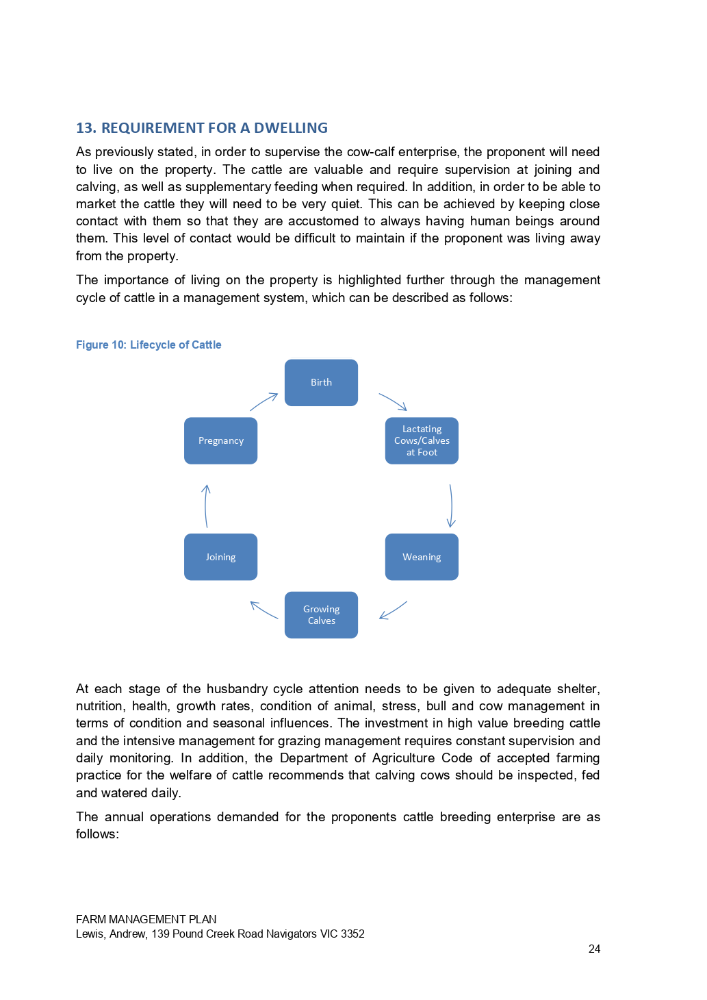 13. REQUIREMENT FOR A DWELLING
As previously stated, in order to supervise the cow-calf enterprise, the proponent will need
to live on the property. The cattle are valuable and require supervision at joining and
calving, as well as supplementary feeding when required. In addition, in order to be able to
market the cattle they will need to be very quiet. This can be achieved by keeping close
contact with them so that they are accustomed to always having human beings around
them. This level of contact would be difficult to maintain if the proponent was living away
from the property.
The importance of living on the property is highlighted further through the management
cycle of cattle in a management system, which can be described as follows:
Figure 10: Lifecycle of Cattle
Birth
Lactating
Cows/Calves
at Foot
Weaning
Growing
Calves
Joining
Pregnancy
At each stage of the husbandry cycle attention needs to be given to adequate shelter,
nutrition, health, growth rates, condition of animal, stress, bull and cow management in
terms of condition and seasonal influences. The investment in high value breeding cattle
and the intensive management for grazing management requires constant supervision and
daily monitoring. In addition, the Department of Agriculture Code of accepted farming
practice for the welfare of cattle recommends that calving cows should be inspected, fed
and watered daily.
The annual operations demanded for the proponents cattle breeding enterprise are as
follows:
FARM MANAGEMENT PLAN
Lewis, Andrew, 139 Pound Creek Road Navigators VIC 3352
24